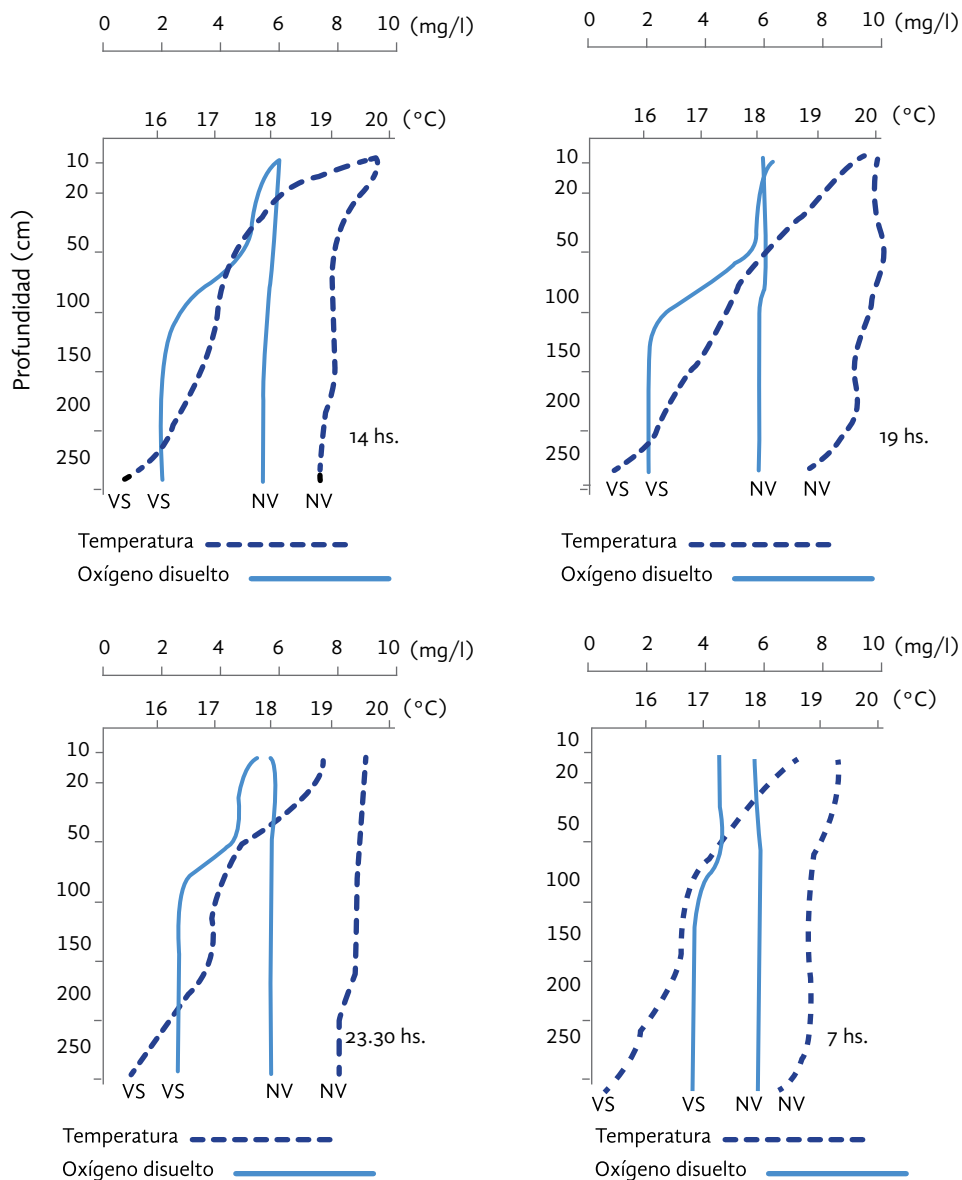 0 2 4 6 8 10 (mg/l)
16 17 18 19 20 (°C)
Profundidad (cm)
10
20
50
100
150
200
250
14 hs.
VS VS NV NV
Temperatura
Oxígeno disuelto
0 2 4 6 8 10 (mg/l)
16 17 18 19 20 (°C)
10
20
50
100
150
200
250
19 hs.
VS VS NV NV
Temperatura
Oxígeno disuelto
0 2 4 6 8 10 (mg/l)
16 17 18 19 20 (°C)
10
20
50
100
150
200
250
23.30 hs.
VS VS NV NV
Temperatura
Oxígeno disuelto
0 2 4 6 8 10 (mg/l)
16 17 18 19 20 (°C)
10
20
50
100
150
200
250
7 hs.
VS VS NV NV
Temperatura
Oxígeno disuelto